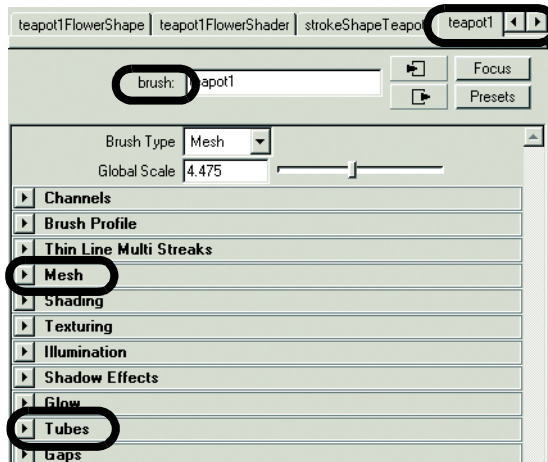 teapot1FlowerShape teapot1FlowerShader strokeShapeTeapot teapot1
brush: teapot1 Focus
Presets
Brush Type Mesh
Global Scale 4.475
Channels
Brush Profile
Thin Line Multi Streaks
Mesh
Shading
Texturing
Illumination
Shadow Effects
Glow
Tubes
Gaps